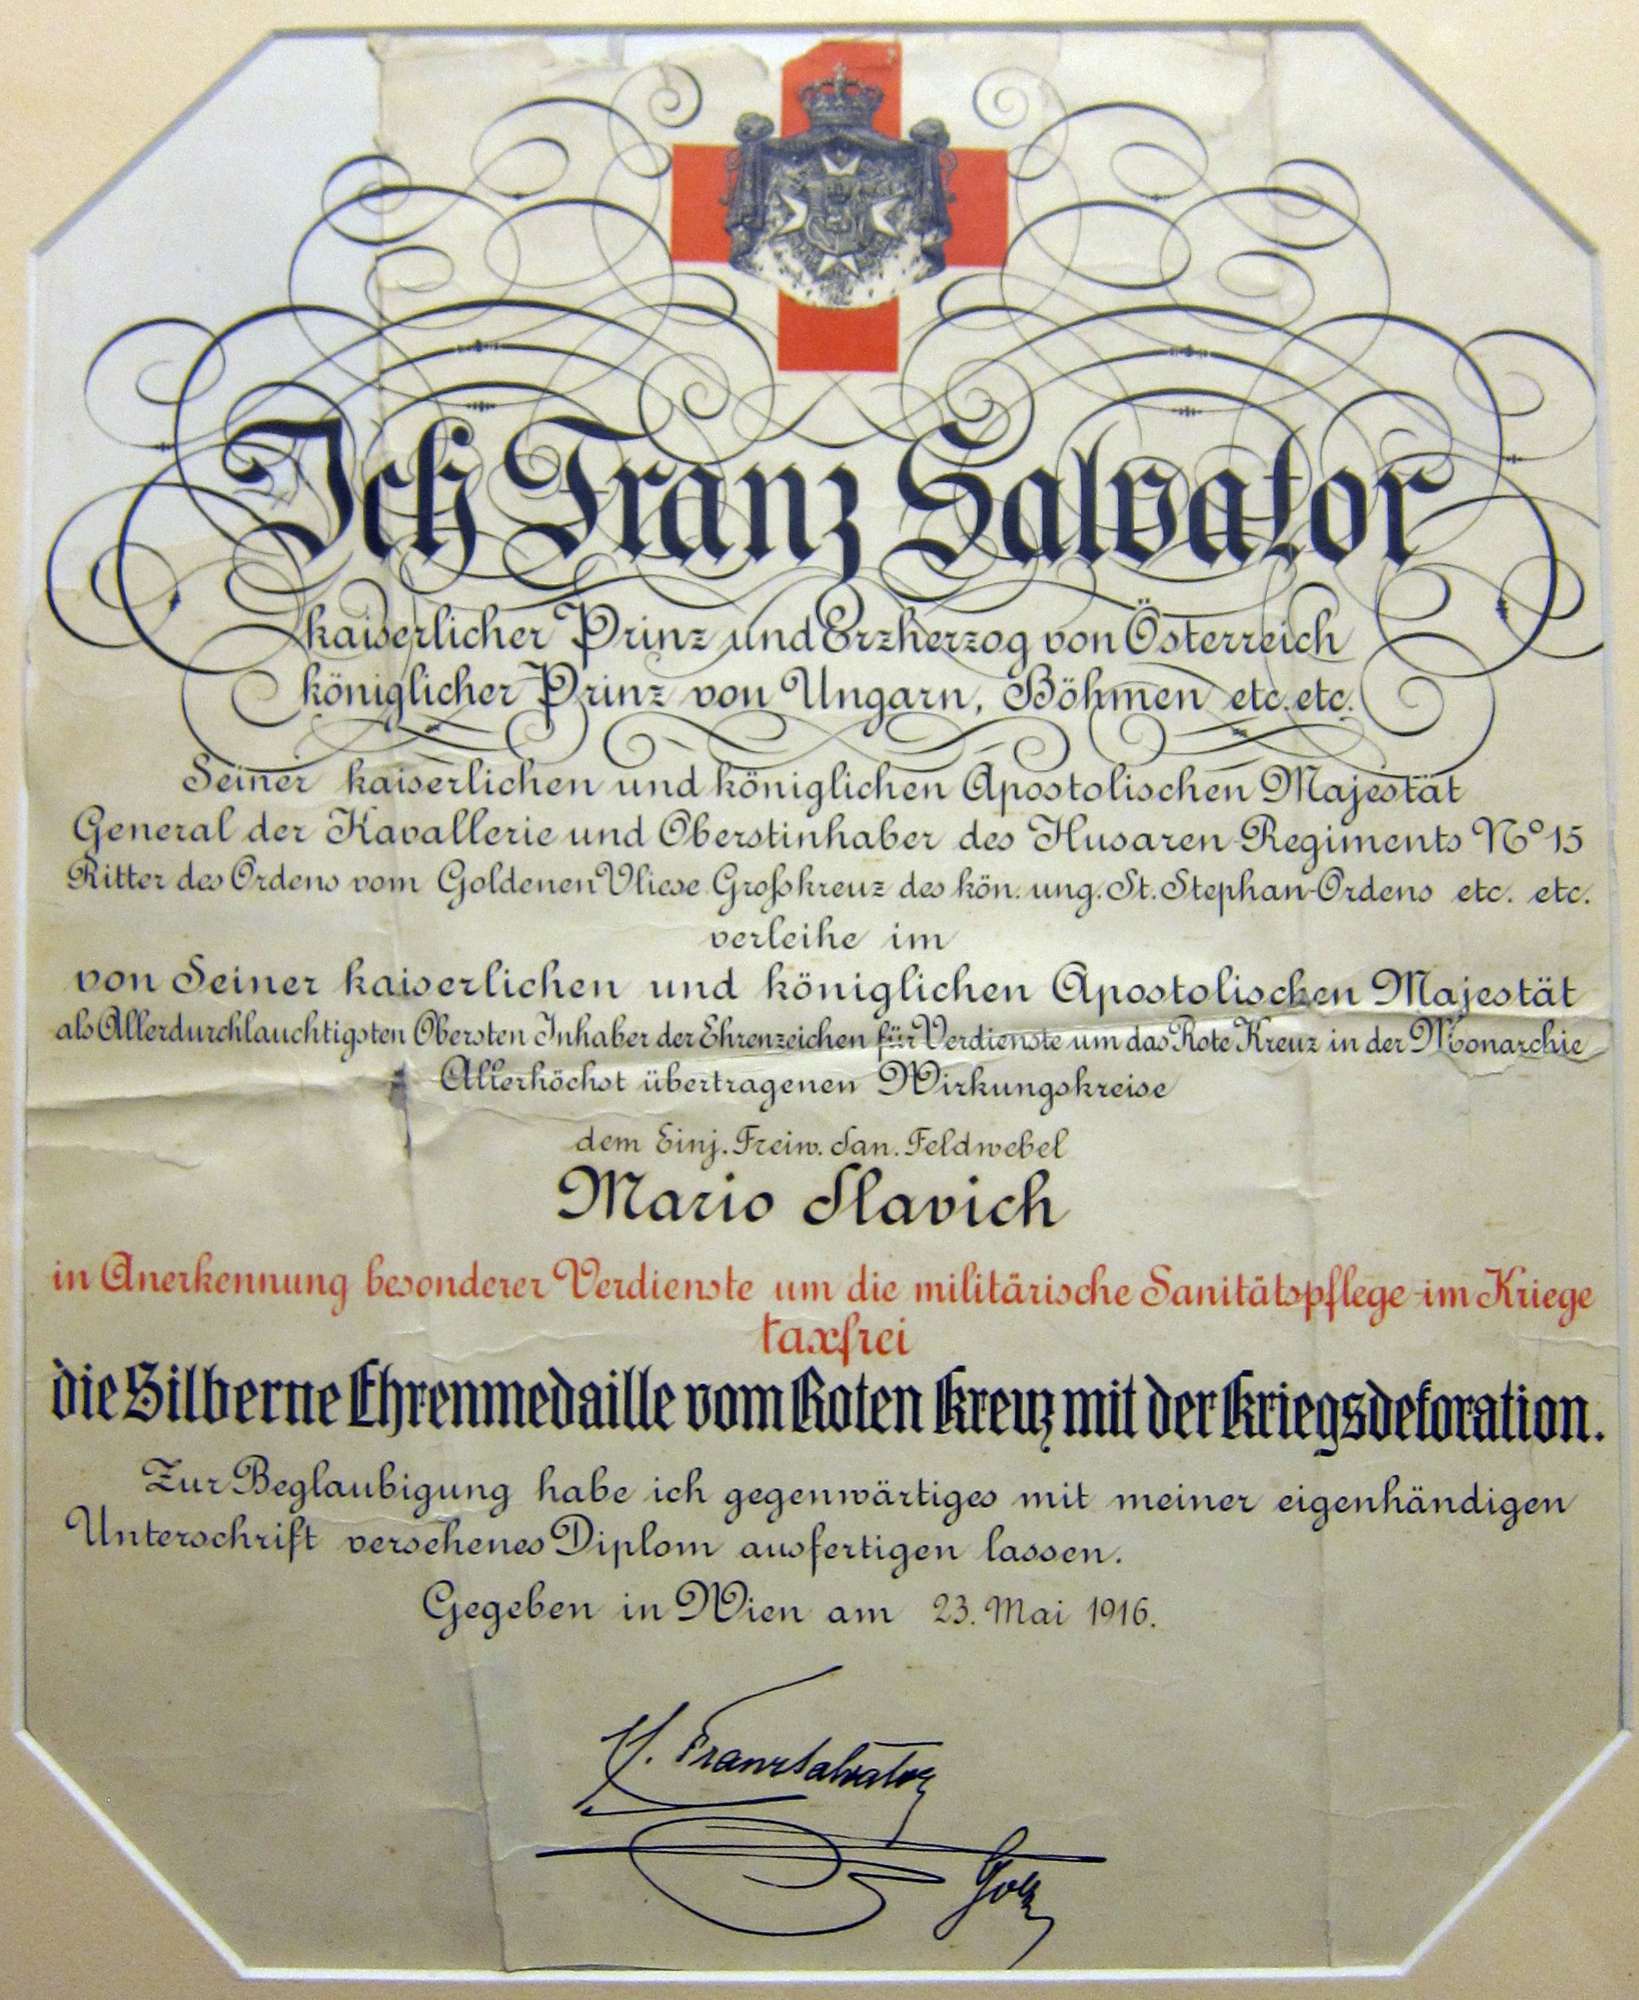 Ich Franz Salvator
kaiserlicher Prinz und Erzherzog von Österreich
königlicher Prinz von Ungarn, Böhmen etc. etc.
Seiner kaiserlichen und königlichen Apostolischen Majestät
General der Kavallerie und Oberstinhaber des Husaren-Regiments No 15
Ritter des Ordens vom Goldenen Vliese Großkreuz des kön. ung. St. Stephan-Ordens etc. etc.
verleihe im
von Seiner kaiserlichen und königlichen Apostolischen Majestät
als Allerdurchlauchtigsten Obersten Inhaber der Ehrenzeichen für Verdienste um das Rote Kreuz in der Monarchie
Allerhöchst übertragenen Wirkungskreise
dem Einj. Freiw. San. Feldwebel
Mario Slavich
in Anerkennung besonderer Verdienste um die militärische Sanitätspflege im Kriege
taxfrei
die Silberne Ehrenmedaille vom Roten Kreuz mit der Kriegsdekoration.
Zur Beglaubigung habe ich gegenwärtiges mit meiner eigenhändigen
Unterschrift versehenes Diplom ausfertigen lassen.
Gegeben in Wien am 23. Mai 1916.
Franz Salvator